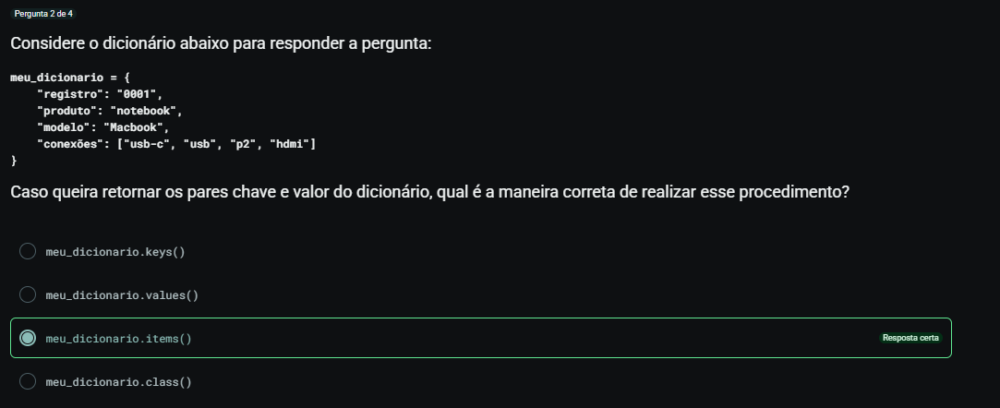 Pergunta 2 de 4
Considere o dicionário abaixo para responder a pergunta:
meu_dicionario = {
    "registro": "0001",
    "produto": "notebook",
    "modelo": "Macbook",
    "conexões": ["usb-c", "usb", "p2", "hdmi"]
}
Caso queira retornar os pares chave e valor do dicionário, qual é a maneira correta de realizar esse procedimento?
meu_dicionario.keys()
meu_dicionario.values()
meu_dicionario.items() Resposta certa
meu_dicionario.class()